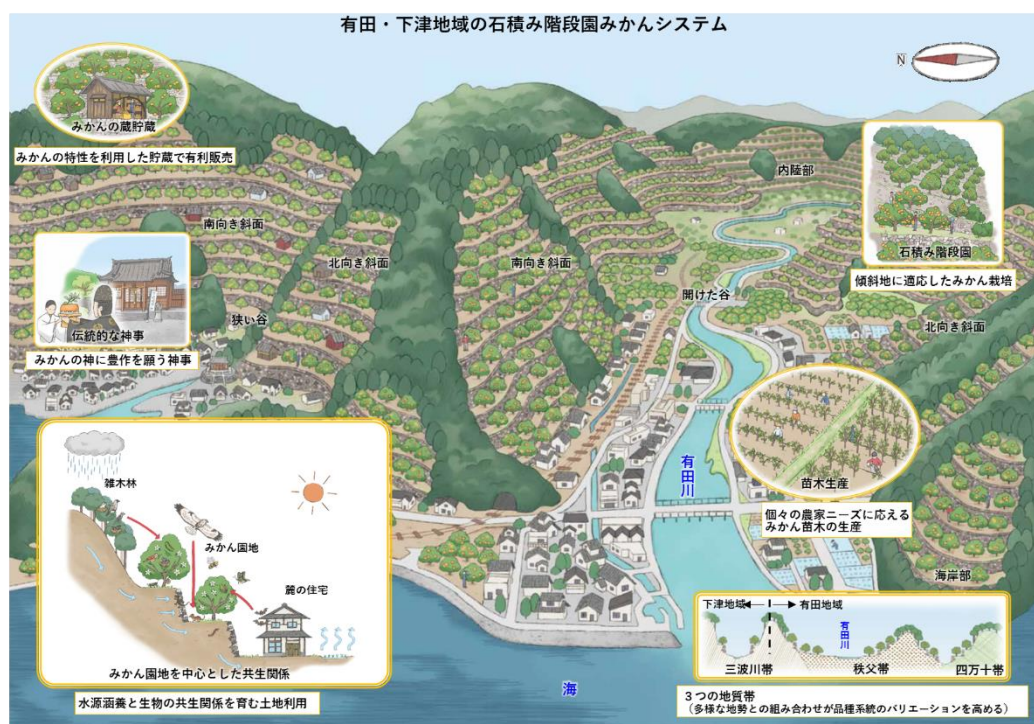 有田・下津地域の石積み階段園みかんシステム
N
みかんの蔵貯蔵
みかんの特性を利用した貯蔵で有利販売
内陸部
石積み階段園
傾斜地に適応したみかん栽培
南向き斜面
北向き斜面
南向き斜面
開けた谷
北向き斜面
狭い谷
伝統的な神事
みかんの神に豊作を願う神事
有田川
苗木生産
個々の農家ニーズに応える
みかん苗木の生産
雑木林
みかん園地
麓の住宅
みかん園地を中心とした共生関係
水源涵養と生物の共生関係を育む土地利用
海岸部
海
下津地域
有田地域
有田川
三波川帯
秩父帯
四万十帯
3つの地質帯
（多様な地勢との組み合わせが品種系統のバリエーションを高める）